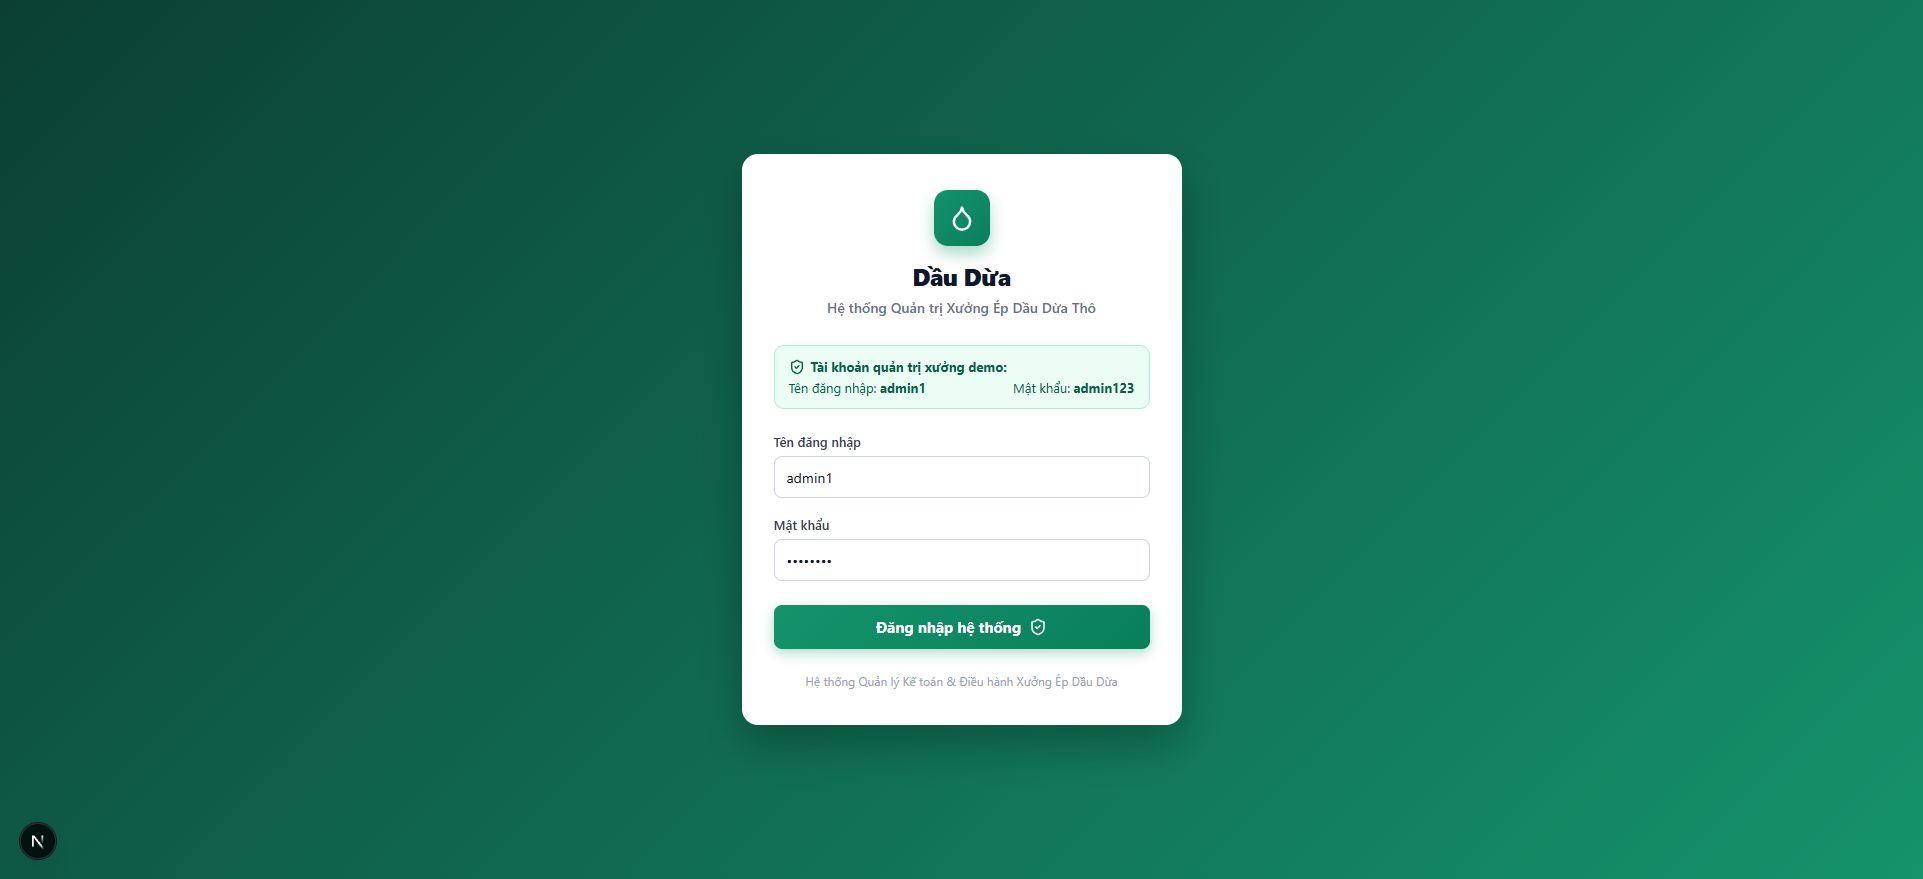 Dầu Dừa
Hệ thống Quản trị Xưởng Ép Dầu Dừa Thô
Tài khoản quản trị xưởng demo:
Tên đăng nhập: admin1 Mật khẩu: admin123
Tên đăng nhập
admin1
Mật khẩu
••••••••
Đăng nhập hệ thống
Hệ thống Quản lý Kế toán & Điều hành Xưởng Ép Dầu Dừa
N